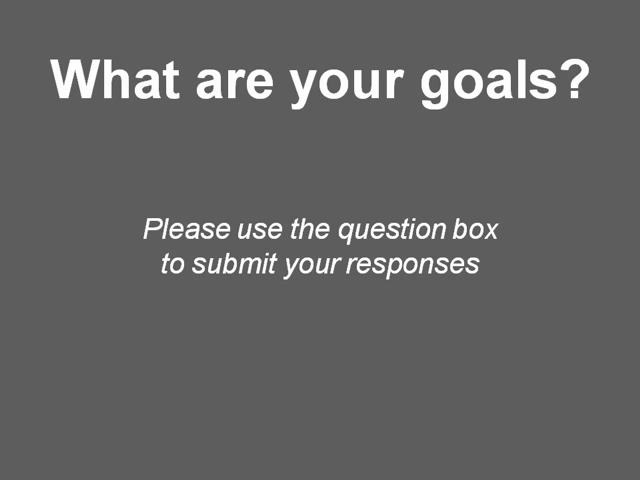 What are your goals?
Please use the question box
to submit your responses